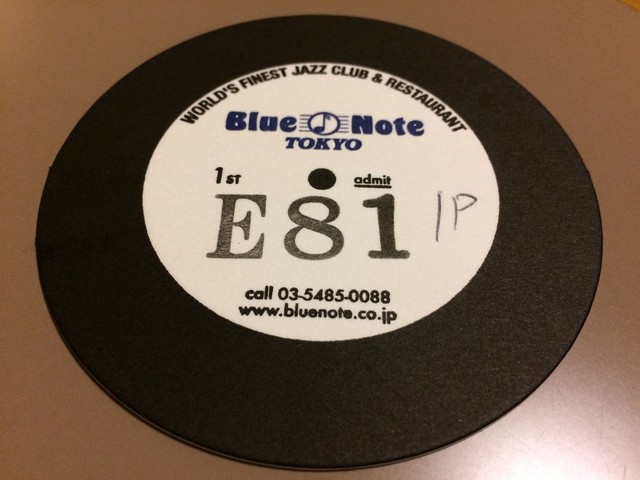 WORLD'S FINEST JAZZ CLUB & RESTAURANT
Blue Note
TOKYO
1ST admit
E81 1P
call 03-5485-0088
www.bluenote.co.jp